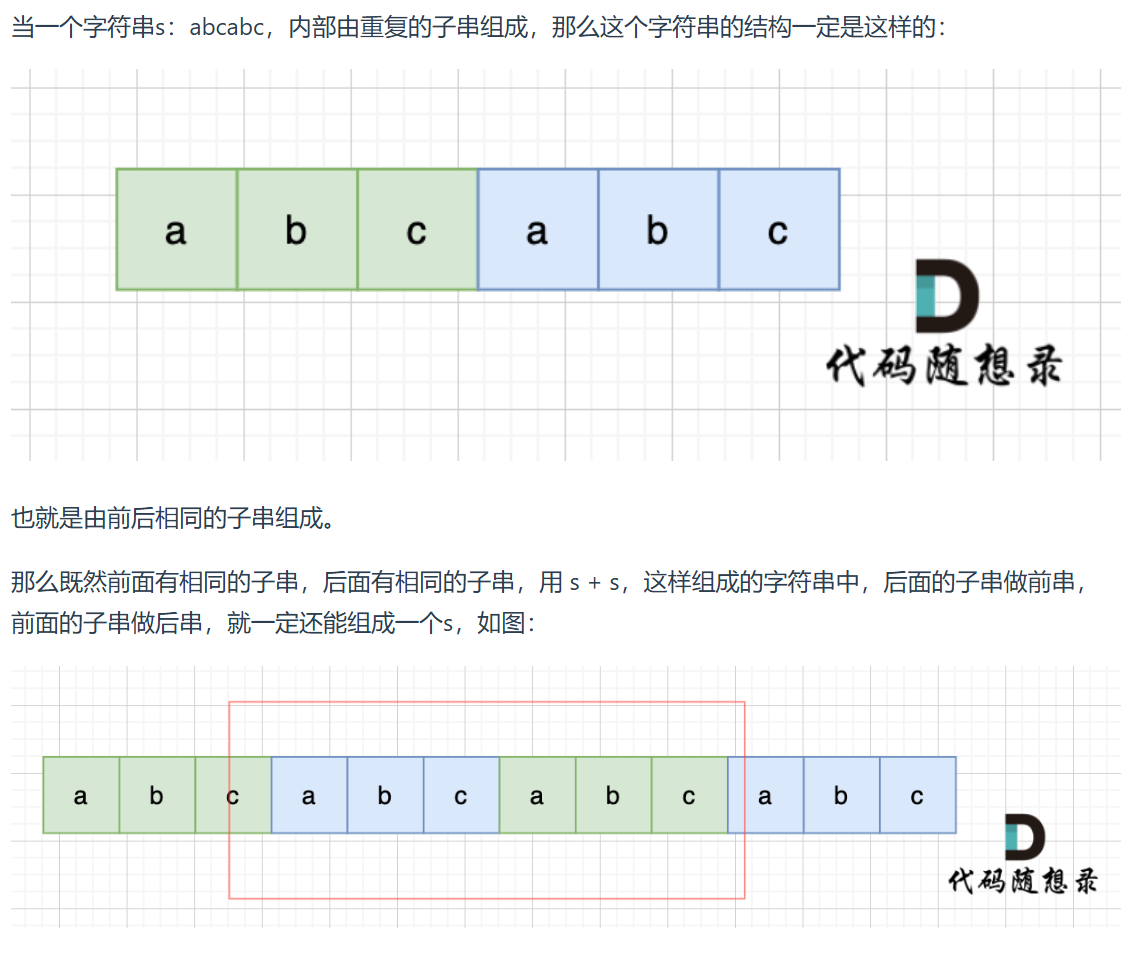 当一个字符串s：abcabc，内部由重复的子串组成，那么这个字符串的结构一定是这样的：
a b c a b c
代码随想录
也就是由前后相同的子串组成。
那么既然前面有相同的子串，后面有相同的子串，用 s + s，这样组成的字符串中，后面的子串做前串，
前面的子串做后串，就一定还能组成一个s，如图：
a b c a b c a b c a b c
代码随想录